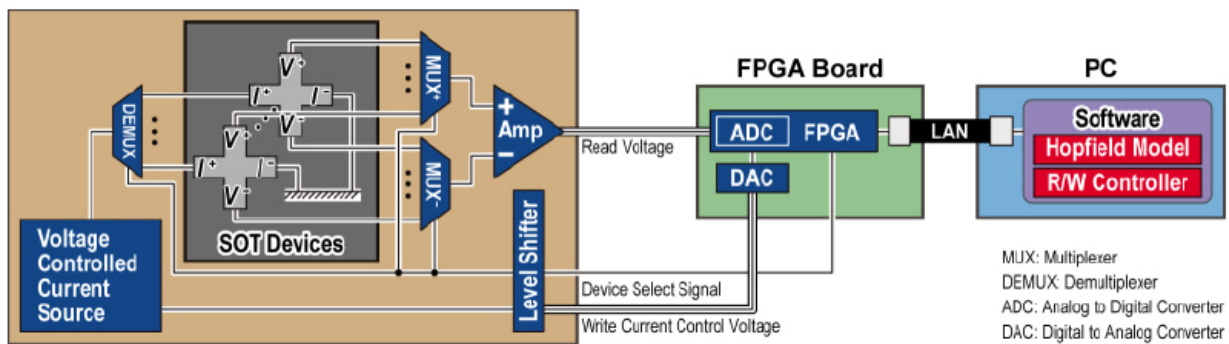 V+
I+
I-
V-
V+
I+
I-
V-
SOT Devices
DEMUX
MUX+
MUX-
+
Amp
-
Voltage
Controlled
Current
Source
Level Shifter
Read Voltage
Device Select Signal
Write Current Control Voltage
FPGA Board
ADC
FPGA
DAC
LAN
PC
Software
Hopfield Model
R/W Controller
MUX: Multiplexer
DEMUX: Demultiplexer
ADC: Analog to Digital Converter
DAC: Digital to Analog Converter